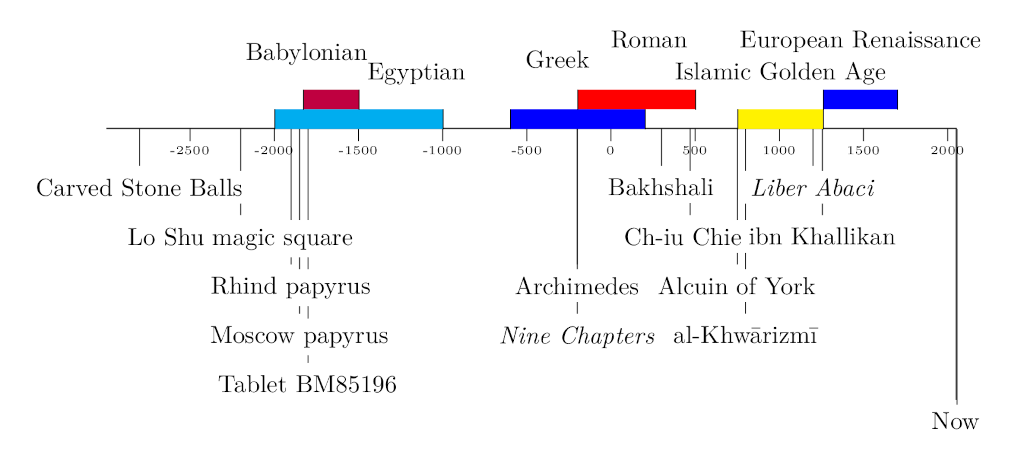 Roman European Renaissance
Babylonian Greek
Egyptian Islamic Golden Age
-2500 -2000 -1500 -1000 -500 0 500 1000 1500 2000
Carved Stone Balls Bakhshali Liber Abaci
Lo Shu magic square Ch-iu Chie ibn Khallikan
Rhind papyrus Archimedes Alcuin of York
Moscow papyrus Nine Chapters al-Khwārizmī
Tablet BM85196
Now